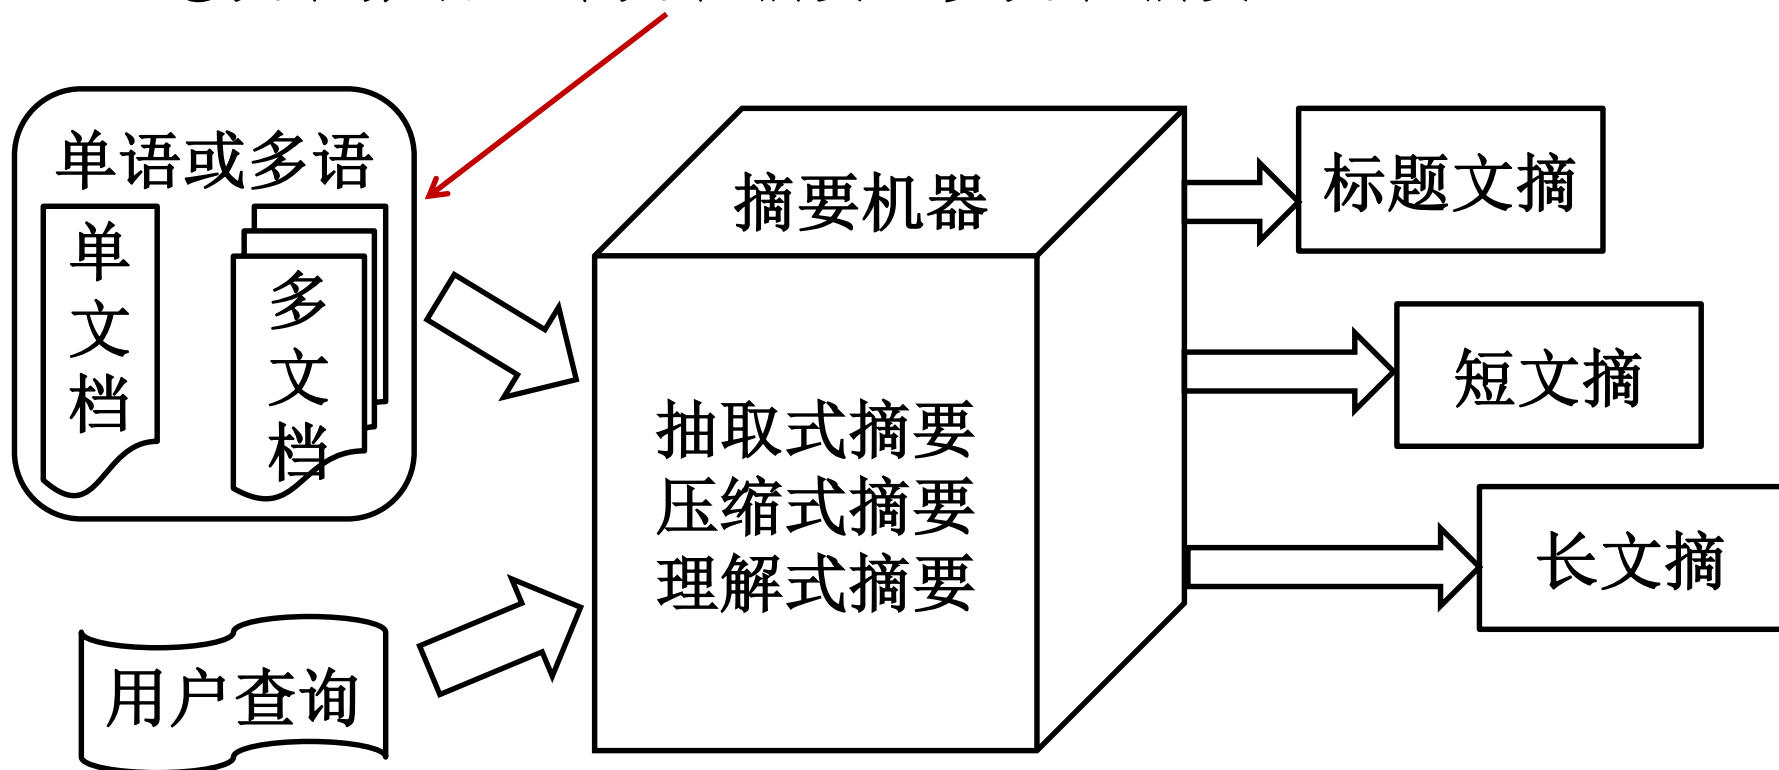 单语或多语
单文档
多文档
用户查询
摘要机器
抽取式摘要
压缩式摘要
理解式摘要
标题文摘
短文摘
长文摘